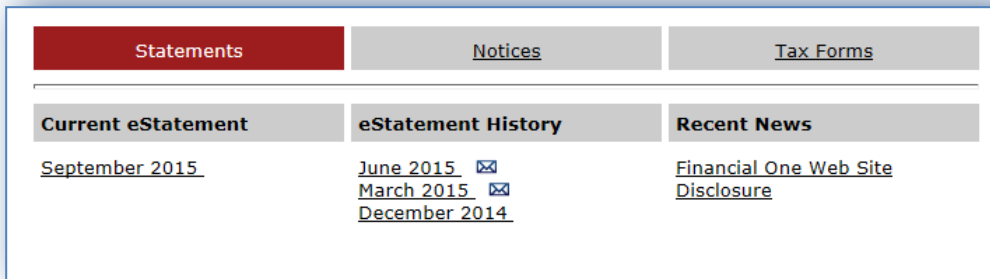 Statements
Notices
Tax Forms
Current eStatement
eStatement History
Recent News
September 2015
June 2015
March 2015
December 2014
Financial One Web Site
Disclosure